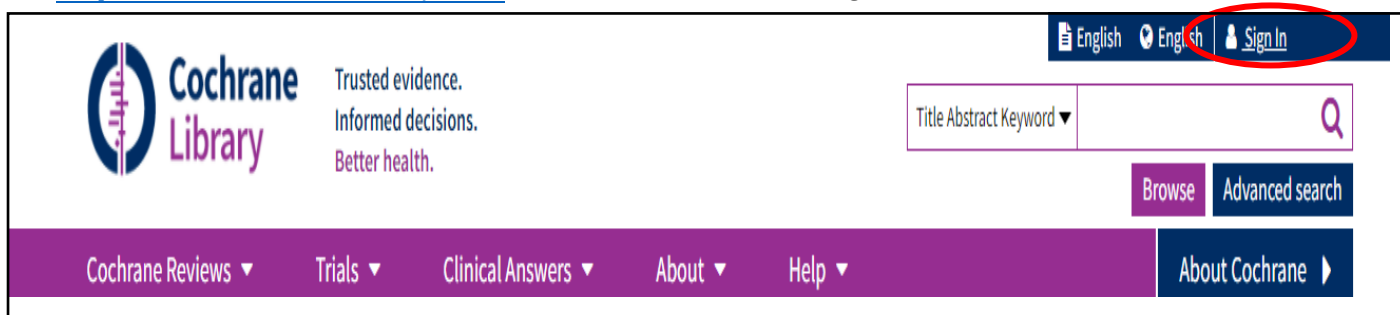 English English Sign In
Cochrane
Library
Trusted evidence.
Informed decisions.
Better health.
Title Abstract Keyword
Browse Advanced search
Cochrane Reviews Trials Clinical Answers About Help About Cochrane